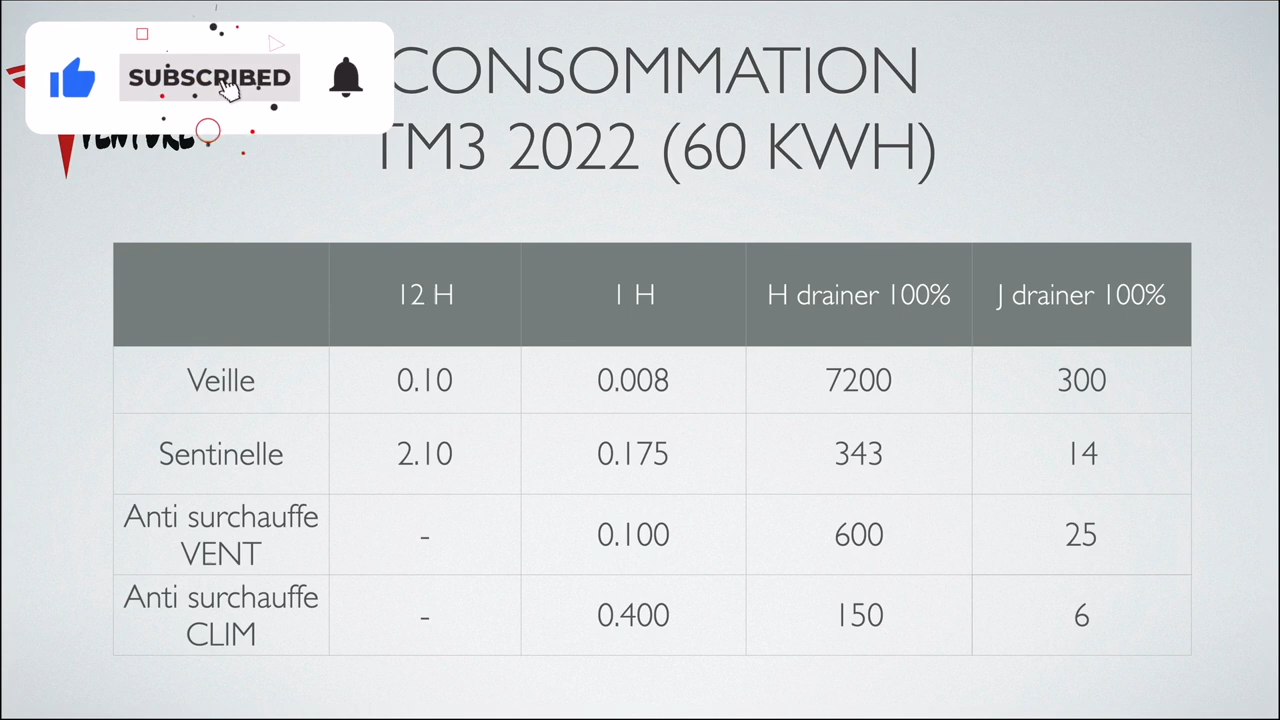 SUBSCRIBED
CONSOMMATION
TM3 2022 (60 KWH)
12 H 1 H H drainer 100% J drainer 100%
Veille 0.10 0.008 7200 300
Sentinelle 2.10 0.175 343 14
Anti surchauffe
VENT - 0.100 600 25
Anti surchauffe
CLIM - 0.400 150 6